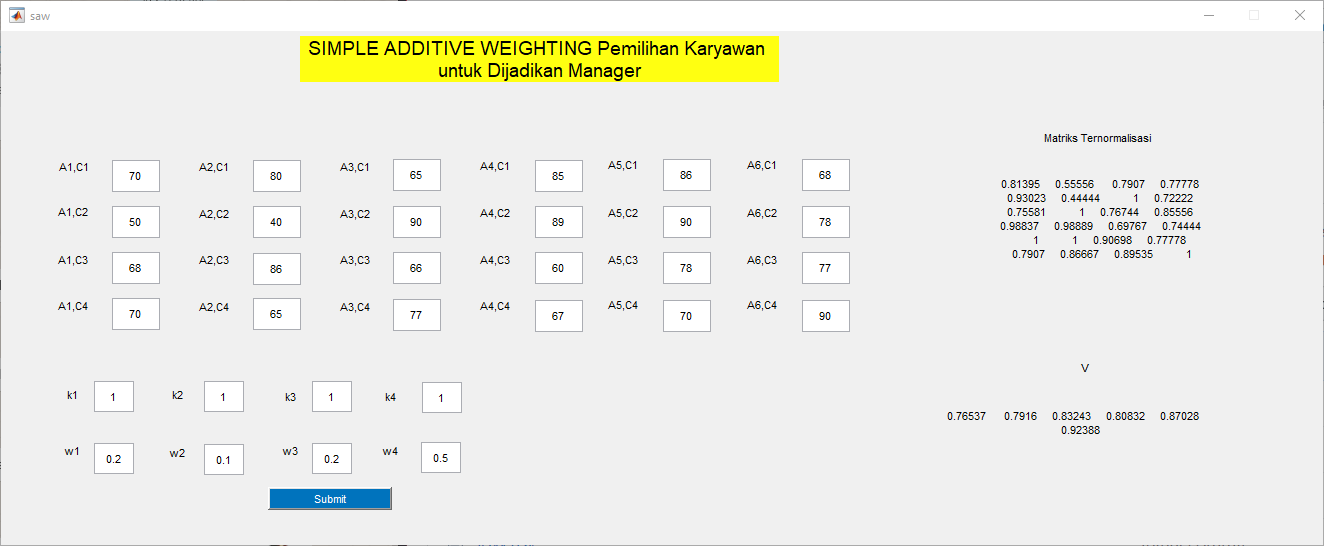 saw
SIMPLE ADDITIVE WEIGHTING Pemilihan Karyawan
untuk Dijadikan Manager
Matriks Ternormalisasi
A1,C1 70 A2,C1 80 A3,C1 65 A4,C1 85 A5,C1 86 A6,C1 68
A1,C2 50 A2,C2 40 A3,C2 90 A4,C2 89 A5,C2 90 A6,C2 78
A1,C3 68 A2,C3 86 A3,C3 66 A4,C3 60 A5,C3 78 A6,C3 77
A1,C4 70 A2,C4 65 A3,C4 77 A4,C4 67 A5,C4 70 A6,C4 90
0.81395 0.55556 0.7907 0.77778
0.93023 0.44444 1 0.72222
0.75581 1 0.76744 0.85556
0.98837 0.98889 0.69767 0.74444
1 1 0.90698 0.77778
0.7907 0.86667 0.89535 1
k1 1 k2 1 k3 1 k4 1
w1 0.2 w2 0.1 w3 0.2 w4 0.5
Submit
V
0.76537 0.7916 0.83243 0.80832 0.87028
0.92388